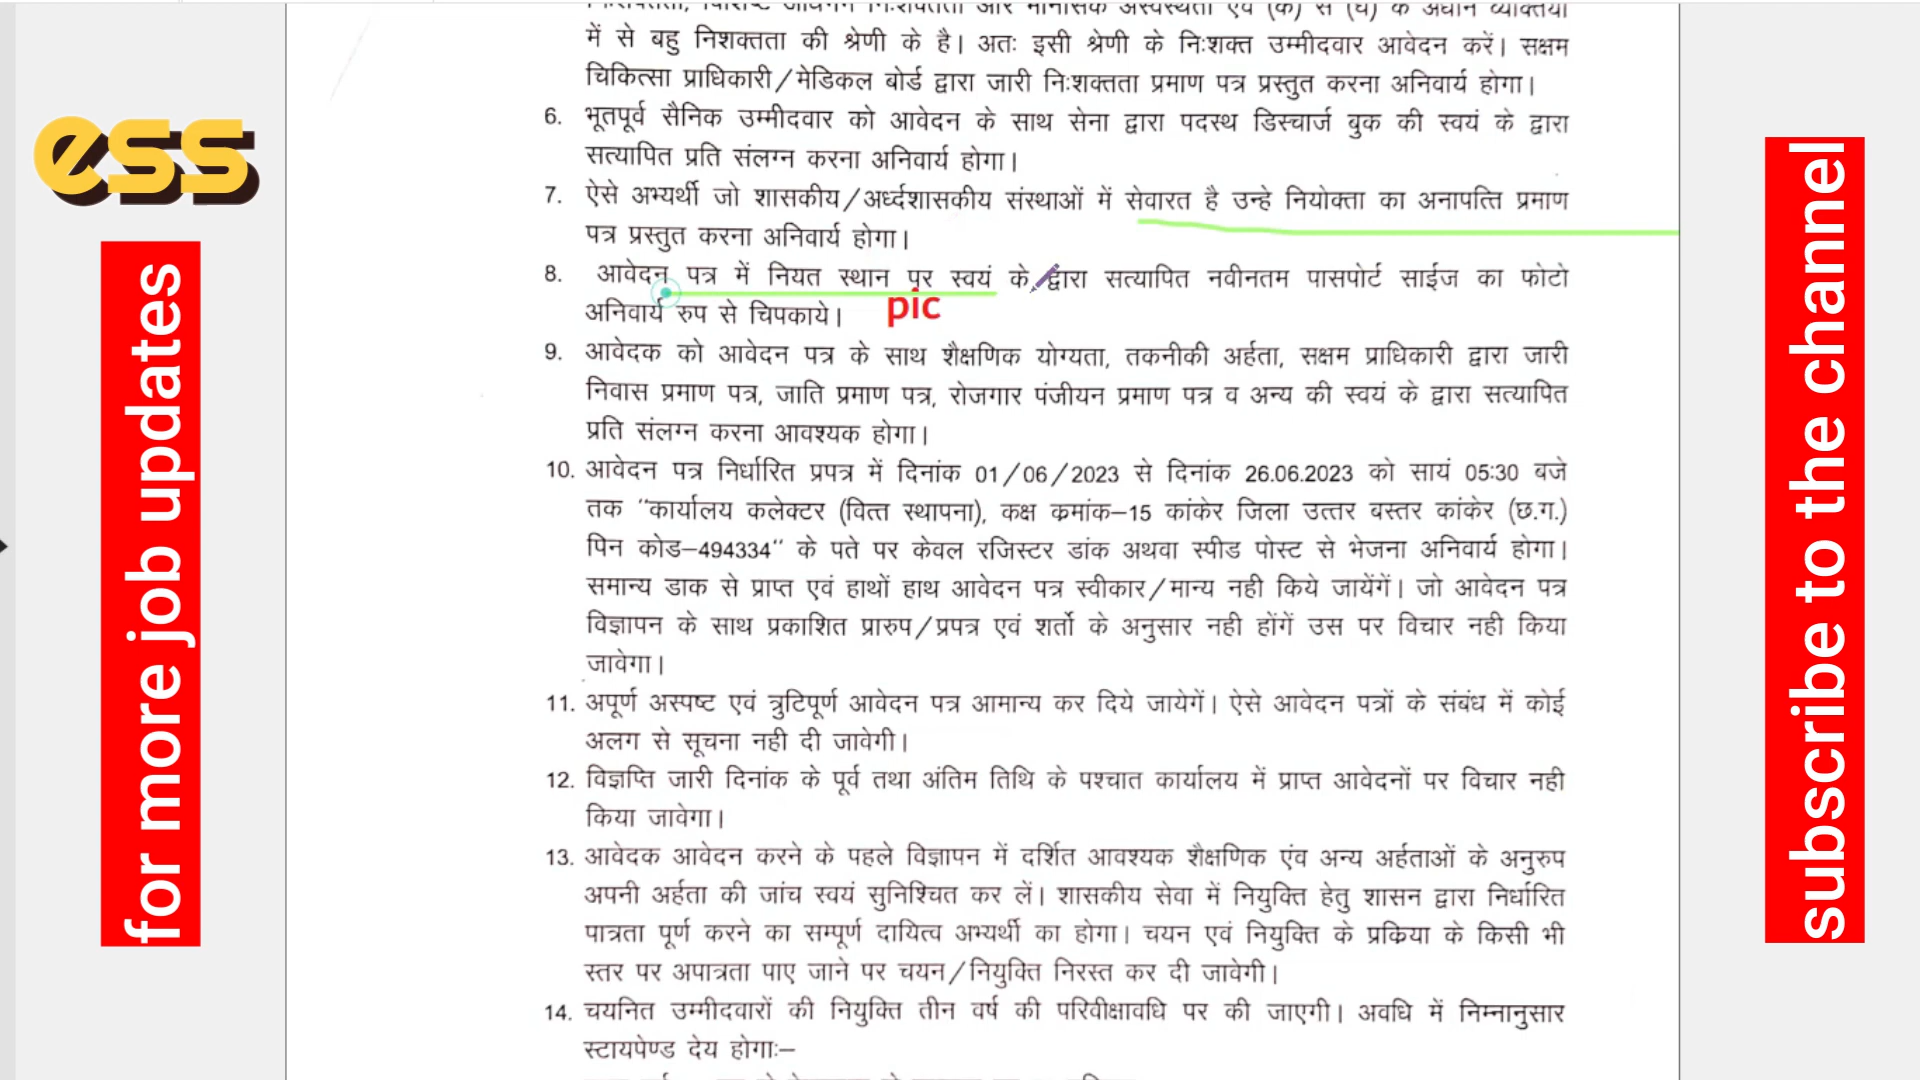 ess
for more job updates
subscribe to the channel
में से बहु निशक्तता की श्रेणी के है। अतः इसी श्रेणी के निःशक्त उम्मीदवार आवेदन करें। सक्षम
चिकित्सा प्राधिकारी/मेडिकल बोर्ड द्वारा जारी निःशक्तता प्रमाण पत्र प्रस्तुत करना अनिवार्य होगा।
6. भूतपूर्व सैनिक उम्मीदवार को आवेदन के साथ सेना द्वारा पदस्थ डिस्चार्ज बुक की स्वयं के द्वारा
सत्यापित प्रति संलग्न करना अनिवार्य होगा।
7. ऐसे अभ्यर्थी जो शासकीय/अर्ध्दशासकीय संस्थाओं में सेवारत है उन्हे नियोक्ता का अनापत्ति प्रमाण
पत्र प्रस्तुत करना अनिवार्य होगा।
8. आवेदन पत्र में नियत स्थान पर स्वयं के द्वारा सत्यापित नवीनतम पासपोर्ट साईज का फोटो
अनिवार्य रुप से चिपकाये।
pic
9. आवेदक को आवेदन पत्र के साथ शैक्षणिक योग्यता, तकनीकी अर्हता, सक्षम प्राधिकारी द्वारा जारी
निवास प्रमाण पत्र, जाति प्रमाण पत्र, रोजगार पंजीयन प्रमाण पत्र व अन्य की स्वयं के द्वारा सत्यापित
प्रति संलग्न करना आवश्यक होगा।
10. आवेदन पत्र निर्धारित प्रपत्र में दिनांक 01/06/2023 से दिनांक 26.06.2023 को सायं 05:30 बजे
तक "कार्यालय कलेक्टर (वित्त स्थापना), कक्ष क्रमांक–15 कांकेर जिला उत्तर बस्तर कांकेर (छ.ग.)
पिन कोड–494334" के पते पर केवल रजिस्टर डांक अथवा स्पीड पोस्ट से भेजना अनिवार्य होगा।
समान्य डाक से प्राप्त एवं हाथों हाथ आवेदन पत्र स्वीकार/मान्य नही किये जायेंगें। जो आवेदन पत्र
विज्ञापन के साथ प्रकाशित प्रारुप/प्रपत्र एवं शर्तो के अनुसार नही होंगें उस पर विचार नही किया
जावेगा।
11. अपूर्ण अस्पष्ट एवं त्रुटिपूर्ण आवेदन पत्र आमान्य कर दिये जायेगें। ऐसे आवेदन पत्रों के संबंध में कोई
अलग से सूचना नही दी जावेगी।
12. विज्ञप्ति जारी दिनांक के पूर्व तथा अंतिम तिथि के पश्चात कार्यालय में प्राप्त आवेदनों पर विचार नही
किया जावेगा।
13. आवेदक आवेदन करने के पहले विज्ञापन में दर्शित आवश्यक शैक्षणिक एंव अन्य अर्हताओं के अनुरुप
अपनी अर्हता की जांच स्वयं सुनिश्चित कर लें। शासकीय सेवा में नियुक्ति हेतु शासन द्वारा निर्धारित
पात्रता पूर्ण करने का सम्पूर्ण दायित्व अभ्यर्थी का होगा। चयन एवं नियुक्ति के प्रकिया के किसी भी
स्तर पर अपात्रता पाए जाने पर चयन/नियुक्ति निरस्त कर दी जावेगी।
14. चयनित उम्मीदवारों की नियुक्ति तीन वर्ष की परिवीक्षावधि पर की जाएगी। अवधि में निम्नानुसार
स्टायपेण्ड देय होगाः–